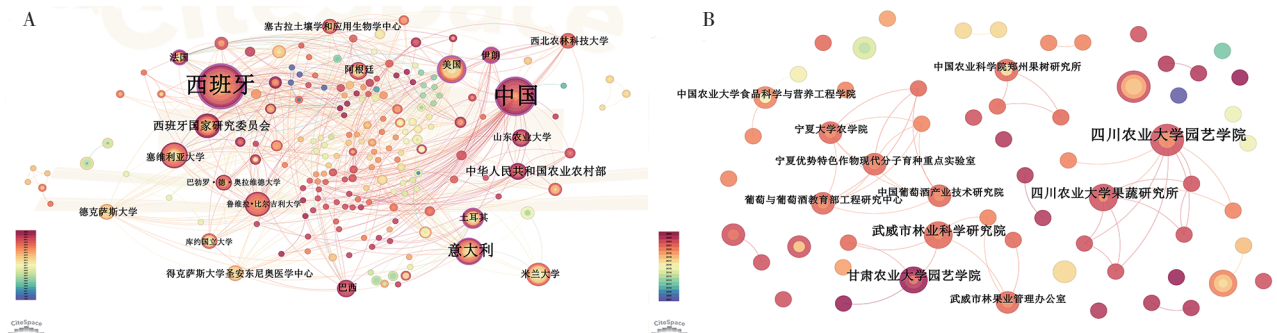 A
塞古拉土壤学和应用生物学中心
西北农林科技大学
法国
伊朗
美国
阿根廷
西班牙
中国
西班牙国家研究委员会
山东农业大学
塞维利亚大学
中华人民共和国农业农村部
巴勃罗·德·奥拉维德大学
鲁维拉·比尔吉利大学
德克萨斯大学
土耳其
库约国立大学
意大利
得克萨斯大学圣安东尼奥医学中心
米兰大学
巴西
CiteSpace
B
中国农业科学院郑州果树研究所
中国农业大学食品科学与营养工程学院
宁夏大学农学院
四川农业大学园艺学院
宁夏优势特色作物现代分子育种重点实验室
中国葡萄酒产业技术研究院
四川农业大学果蔬研究所
葡萄与葡萄酒教育部工程研究中心
武威市林业科学研究院
甘肃农业大学园艺学院
武威市林果业管理办公室
CiteSpace